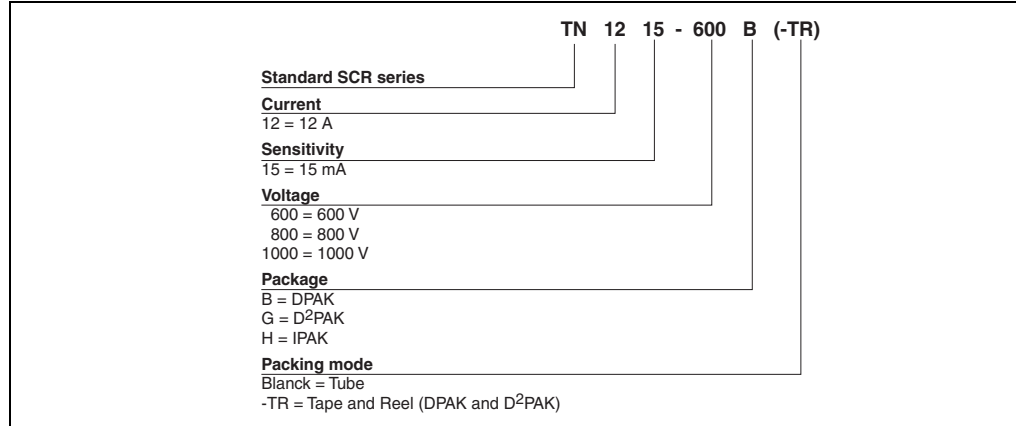 TN 12 15 - 600 B (-TR)
Standard SCR series
Current
12 = 12 A
Sensitivity
15 = 15 mA
Voltage
600 = 600 V
800 = 800 V
1000 = 1000 V
Package
B = DPAK
G = D²PAK
H = IPAK
Packing mode
Blanck = Tube
-TR = Tape and Reel (DPAK and D²PAK)